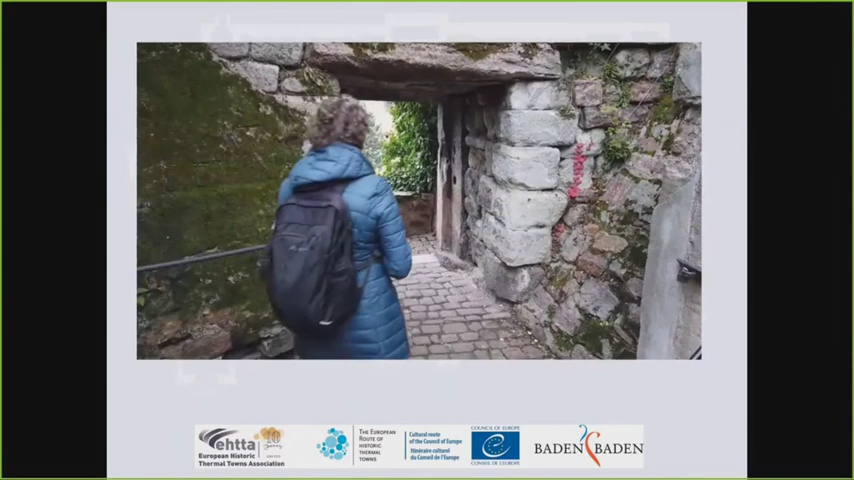 ehtta
20
European Historic
Thermal Towns Association
THE EUROPEAN
ROUTE OF
HISTORIC
THERMAL
TOWNS
Cultural route
of the Council of Europe
Itinéraire culturel
du Conseil de l'Europe
COUNCIL OF EUROPE
CONSEIL DE L'EUROPE
BADEN BADEN